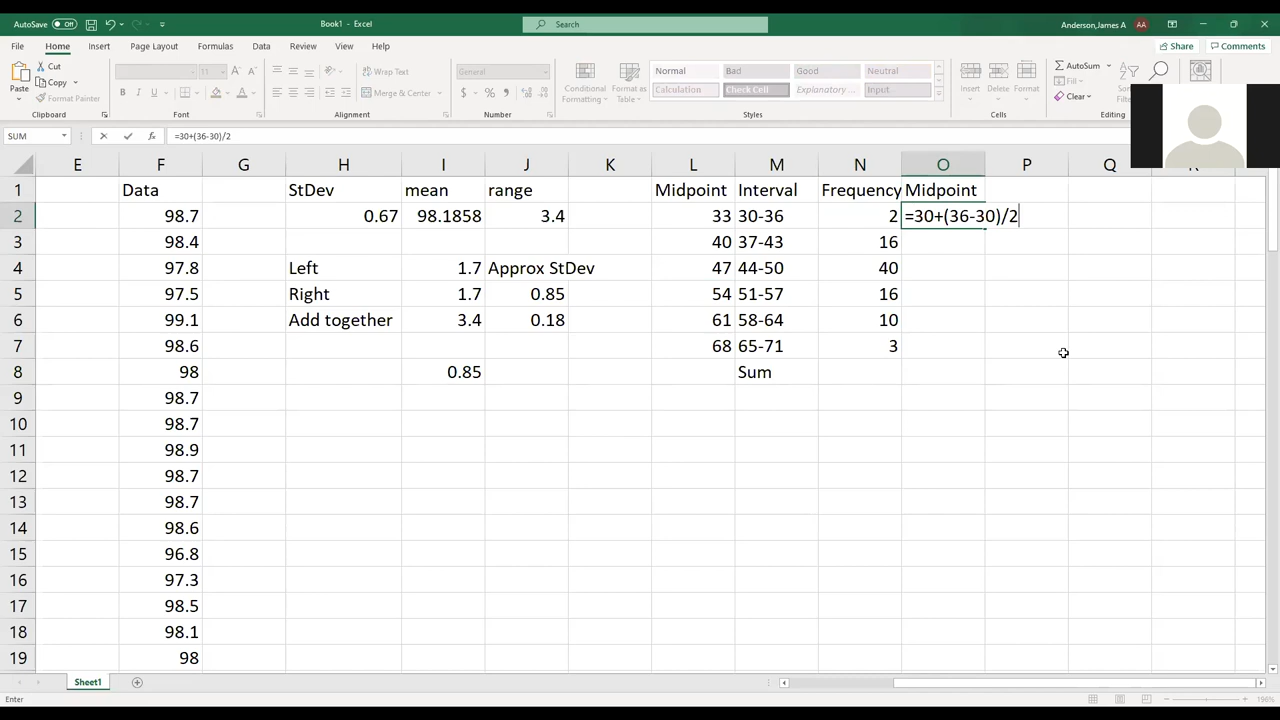 AutoSave Off Book1 - Excel Search Anderson,James A AA
File Home Insert Page Layout Formulas Data Review View Help Share Comments
Cut
Copy
Format Painter
Paste
11 A A
B I U A
Wrap Text
Merge & Center
General
$ % 9
Conditional Formatting
Format as Table
Normal Bad Good Neutral
Calculation Check Cell Explanatory ... Input
Insert Delete Format
AutoSum
Fill
Clear
Clipboard Font Alignment Number Styles Cells Editing
SUM fx =30+(36-30)/2
E F G H I J K L M N O P Q
1 Data StDev mean range Midpoint Interval Frequency Midpoint
2 98.7 0.67 98.1858 3.4 33 30-36 2 =30+(36-30)/2
3 98.4 40 37-43 16
4 97.8 Left 1.7 Approx StDev 47 44-50 40
5 97.5 Right 1.7 0.85 54 51-57 16
6 99.1 Add together 3.4 0.18 61 58-64 10
7 98.6 68 65-71 3
8 98 0.85 Sum
9 98.7
10 98.7
11 98.9
12 98.7
13 98.7
14 98.6
15 96.8
16 97.3
17 98.5
18 98.1
19 98
Sheet1
Enter 196%